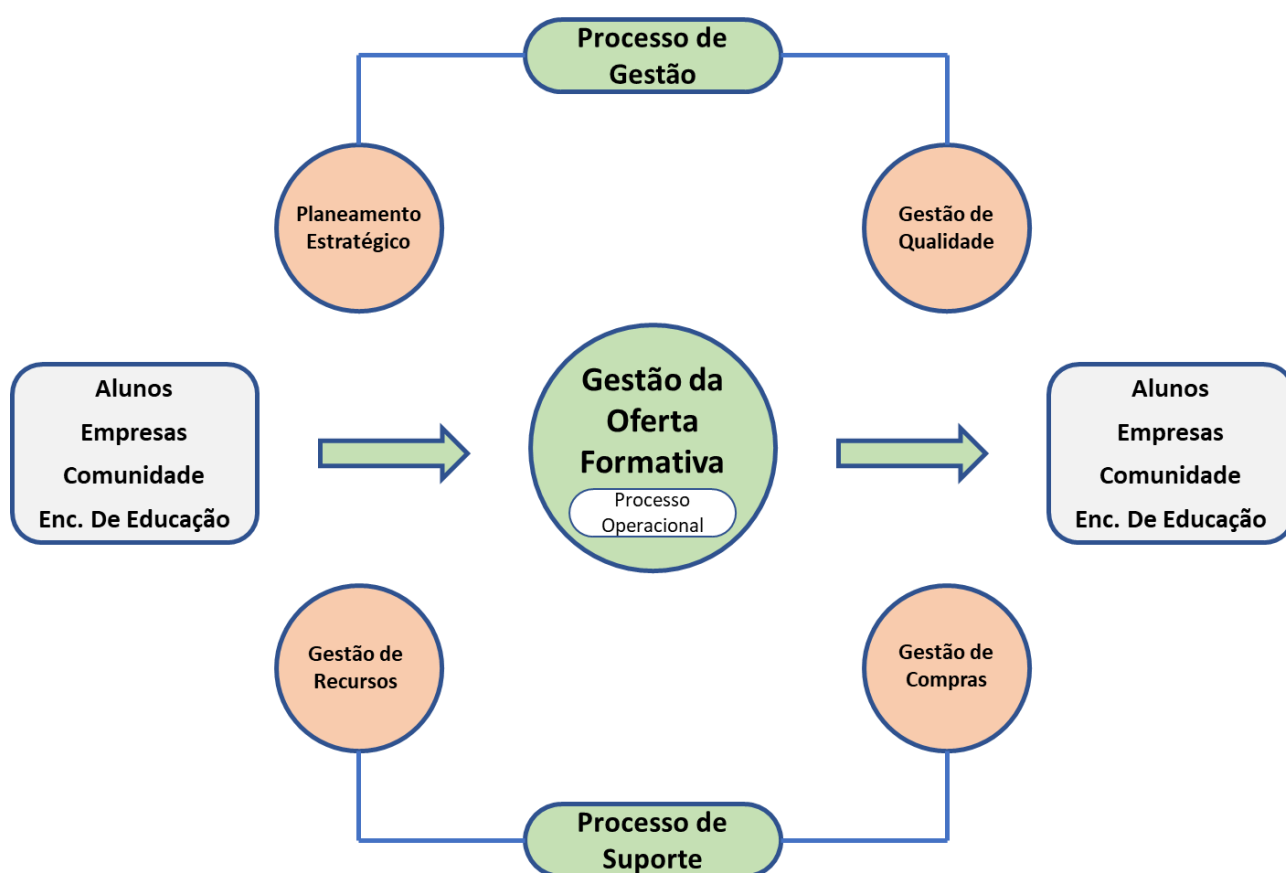 Processo de
Gestão
Planeamento
Estratégico
Gestão de
Qualidade
Alunos
Empresas
Comunidade
Enc. De Educação
Gestão da
Oferta
Formativa
Processo
Operacional
Alunos
Empresas
Comunidade
Enc. De Educação
Gestão de
Recursos
Gestão de
Compras
Processo de
Suporte